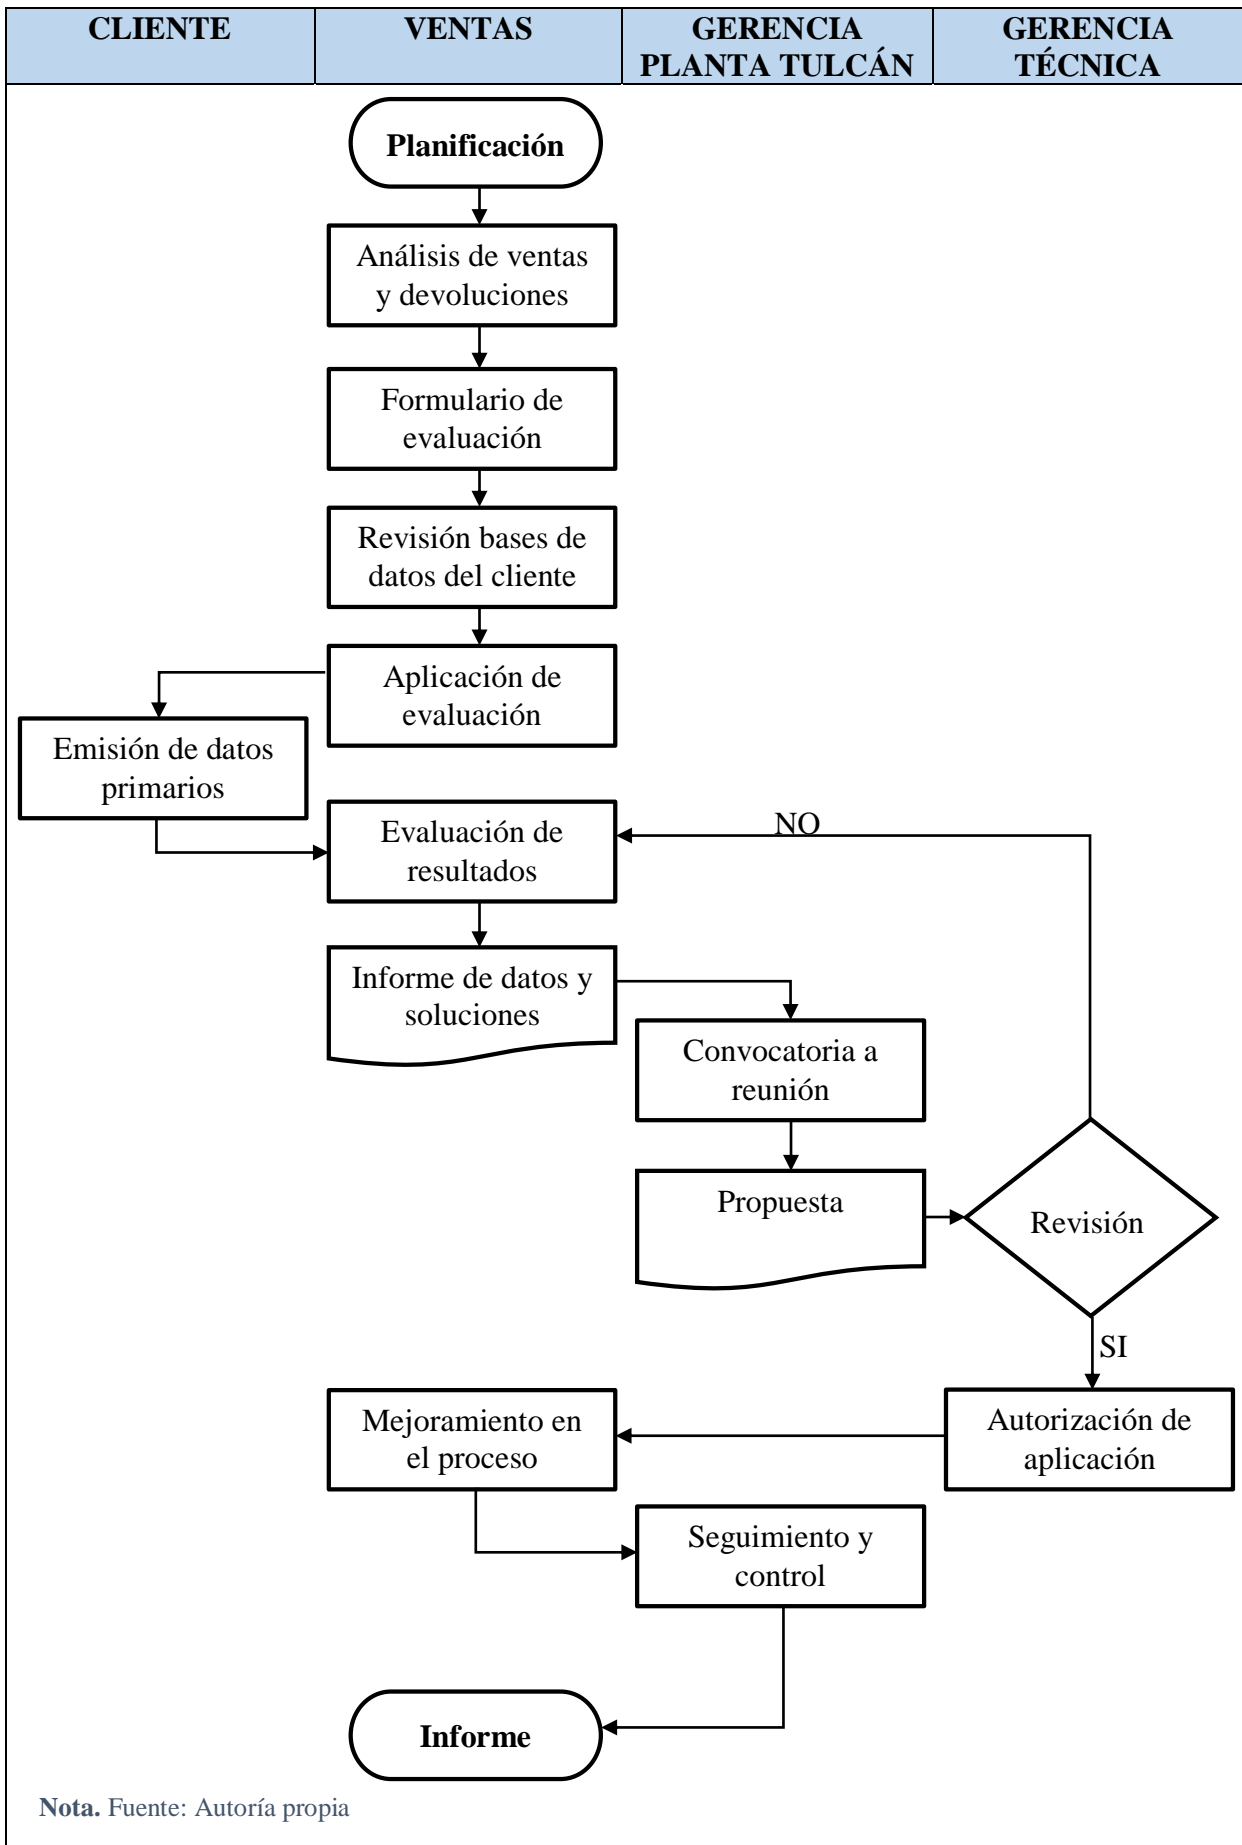 CLIENTE
VENTAS
GERENCIA
PLANTA TULCÁN
GERENCIA
TÉCNICA
Planificación
Análisis de ventas
y devoluciones
Formulario de
evaluación
Revisión bases de
datos del cliente
Aplicación de
evaluación
Emisión de datos
primarios
Evaluación de
resultados
NO
Informe de datos y
soluciones
Convocatoria a
reunión
Propuesta
Revisión
SI
Autorización de
aplicación
Mejoramiento en
el proceso
Seguimiento y
control
Informe
Nota. Fuente: Autoría propia